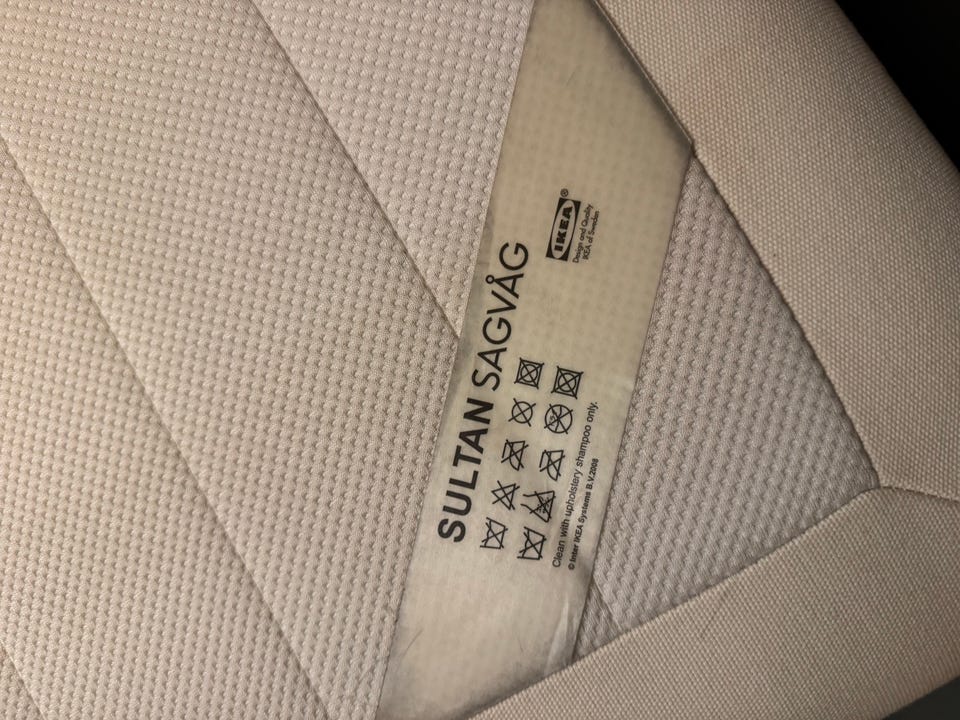 SULTAN SAGVÅG
Clean with upholstery shampoo only.
© Inter IKEA Systems B.V.2008
IKEA®
Design and Quality
IKEA of Sweden